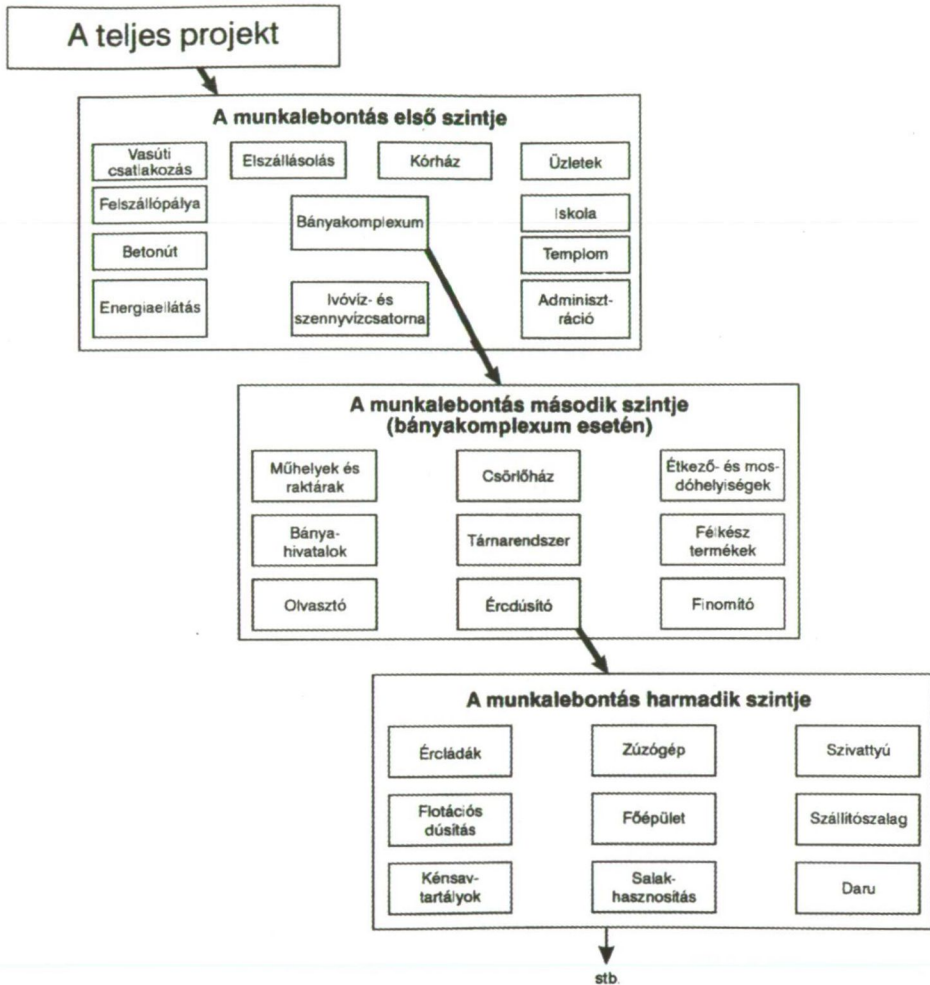 A teljes projekt
A munkalebontás első szintje
Vasúti
csatlakozás
Elszállásolás
Kórház
Üzletek
Felszállópálya
Bányakomplexum
Iskola
Betonút
Templom
Energiaellátás
Ivóvíz- és
szennyvízcsatorna
Adminiszt-
ráció
A munkalebontás második szintje
(bányakomplexum esetén)
Műhelyek és
raktárak
Csörlőház
Étkező- és mos-
dóhelyiségek
Bánya-
hivatalok
Tárnarendszer
Félkész
termékek
Olvasztó
Ércdúsító
Finomító
A munkalebontás harmadik szintje
Ércládák
Zúzógép
Szivattyú
Flotációs
dúsítás
Főépület
Szállítószalag
Kénsav-
tartályok
Salak-
hasznosítás
Daru
stb.